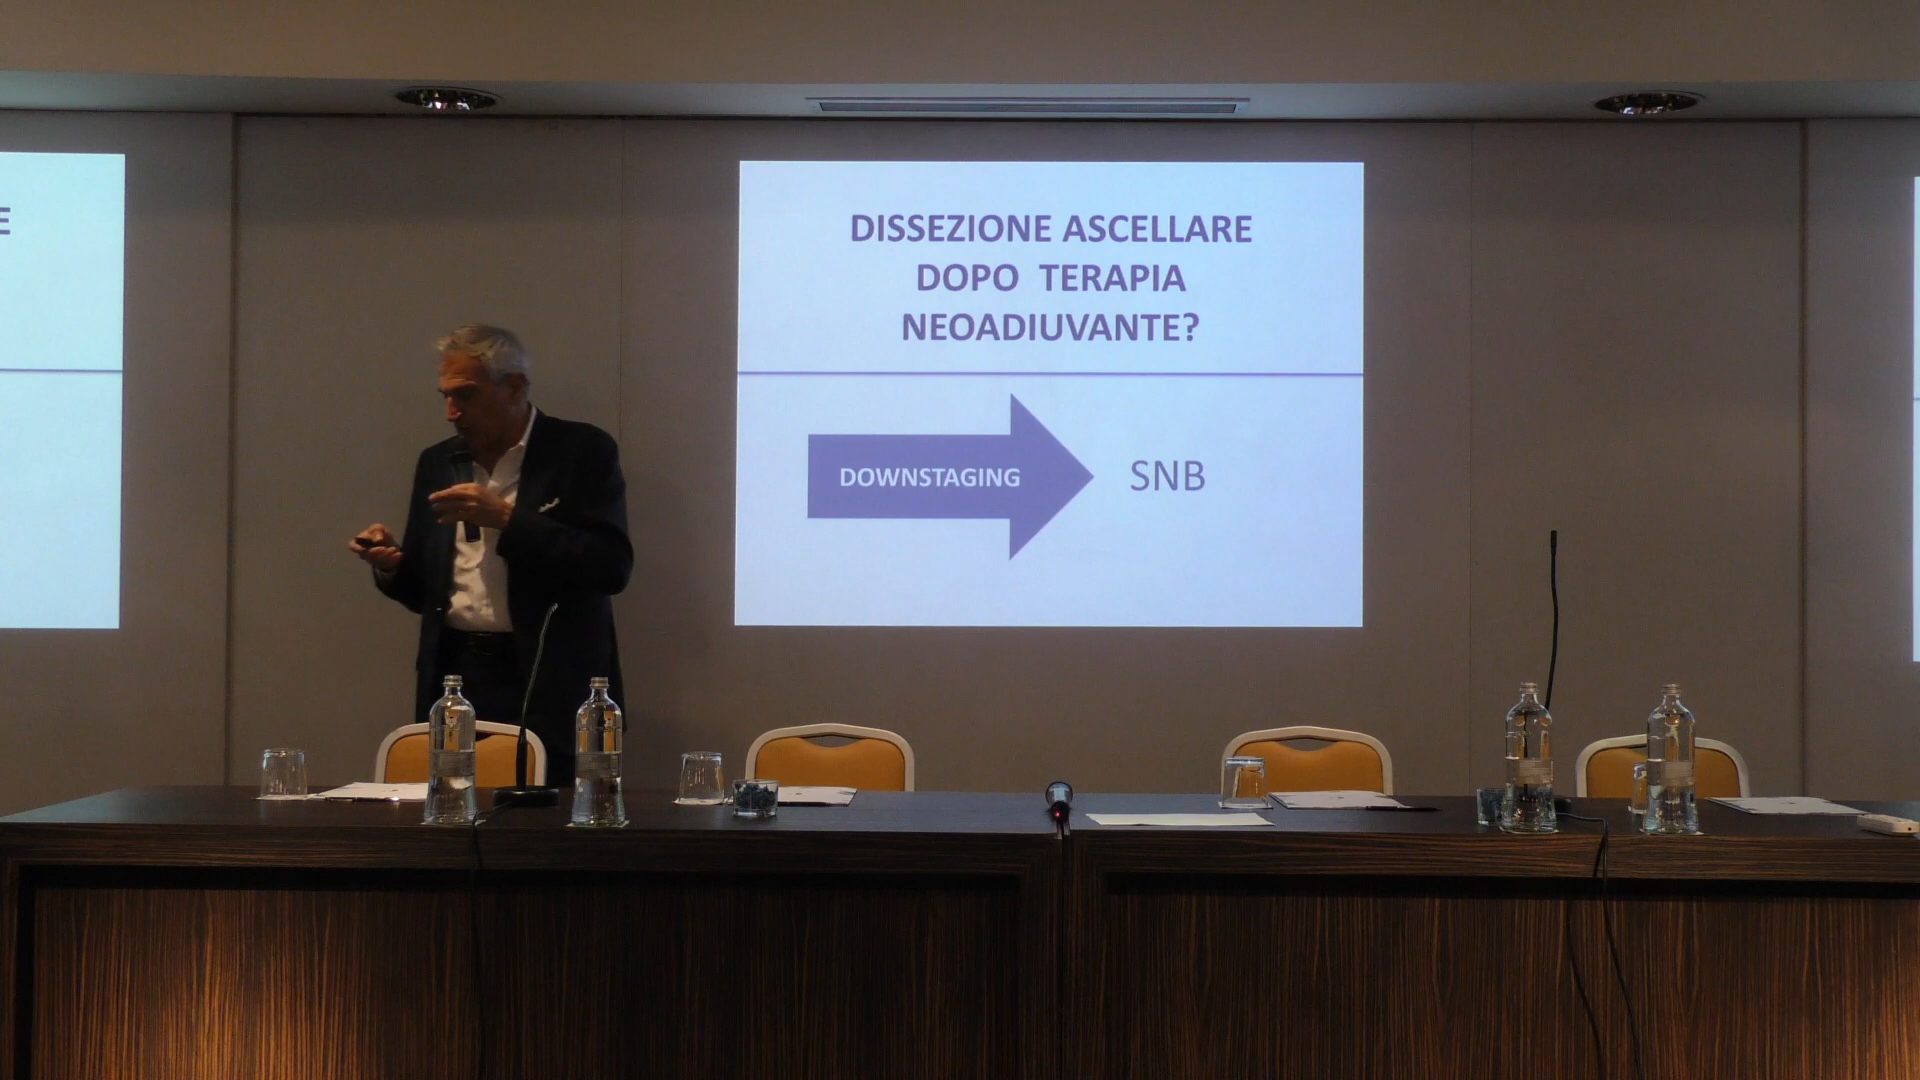 E
DISSEZIONE ASCELLARE
DOPO TERAPIA
NEOADIUVANTE?
DOWNSTAGING
SNB